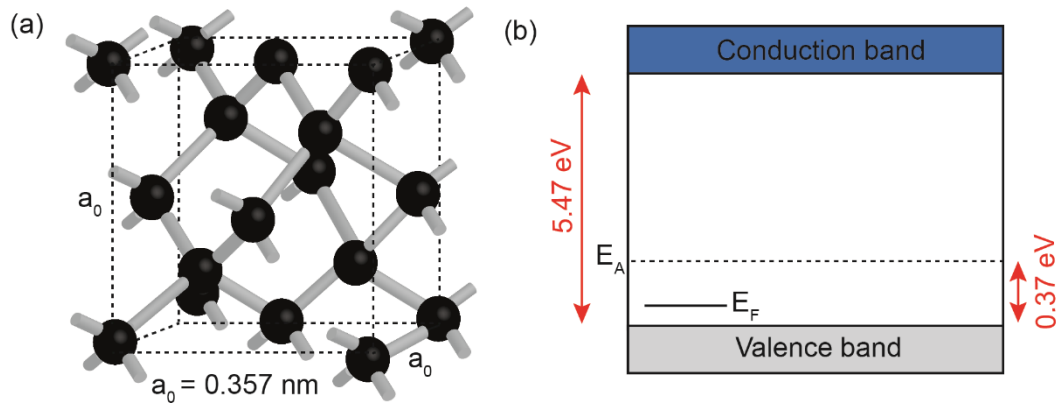 (a)
a₀
a₀
a₀ = 0.357 nm
(b)
Conduction band
5.47 eV
E_A
E_F
0.37 eV
Valence band